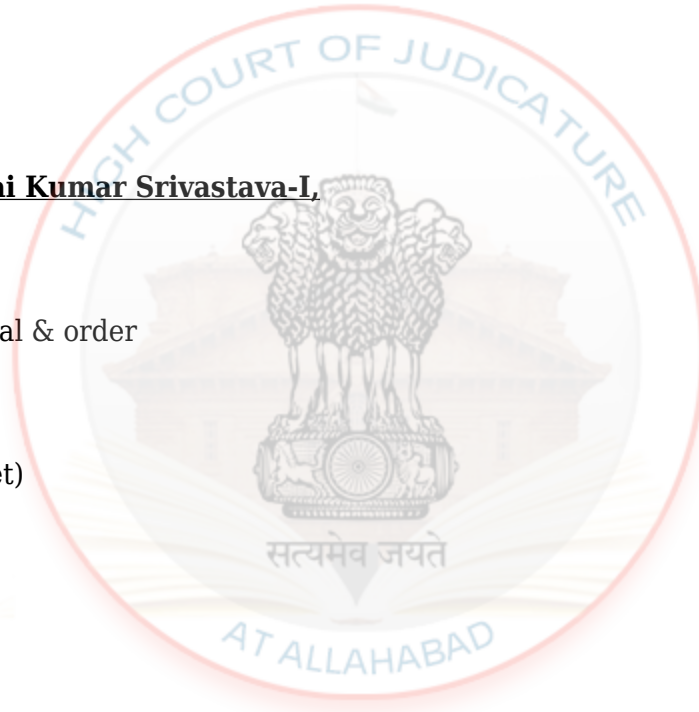 HIGH COURT OF JUDICATURE
ni Kumar Srivastava-I,
al & order
et)
सत्यमेव जयते
AT ALLAHABAD